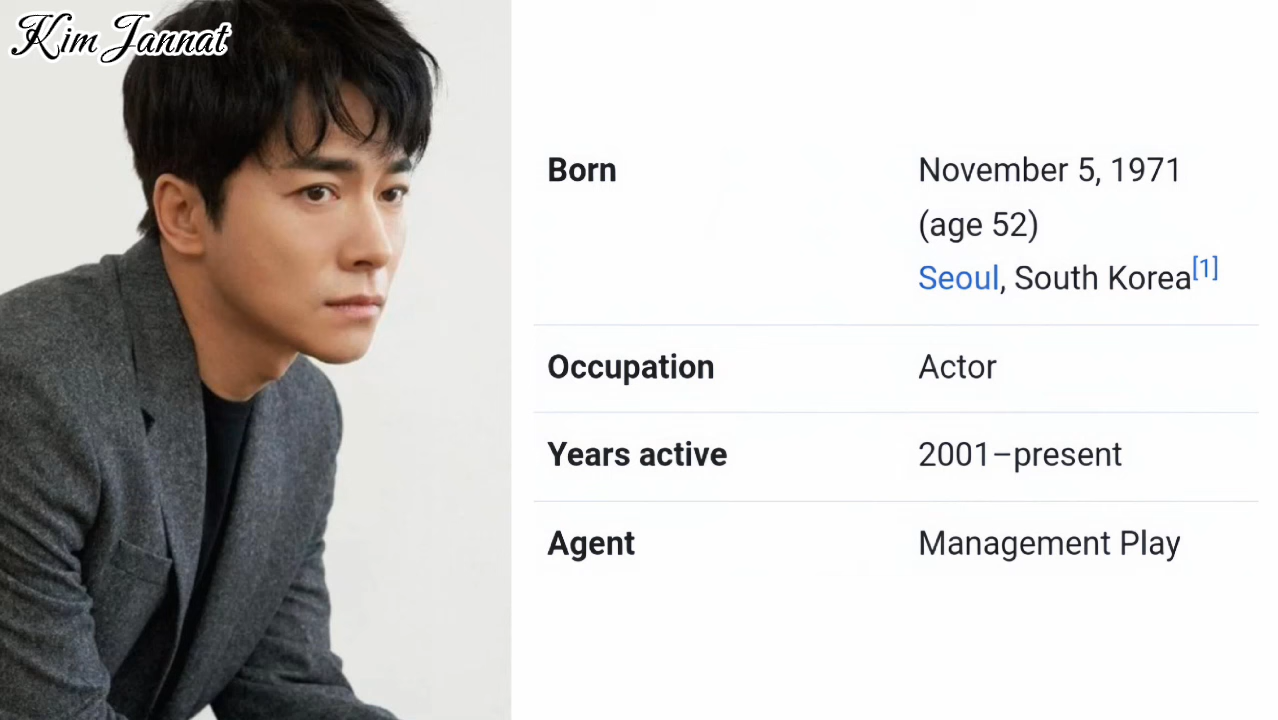 Kim Jannat
Born
November 5, 1971
(age 52)
Seoul, South Korea[1]
Occupation
Actor
Years active
2001–present
Agent
Management Play